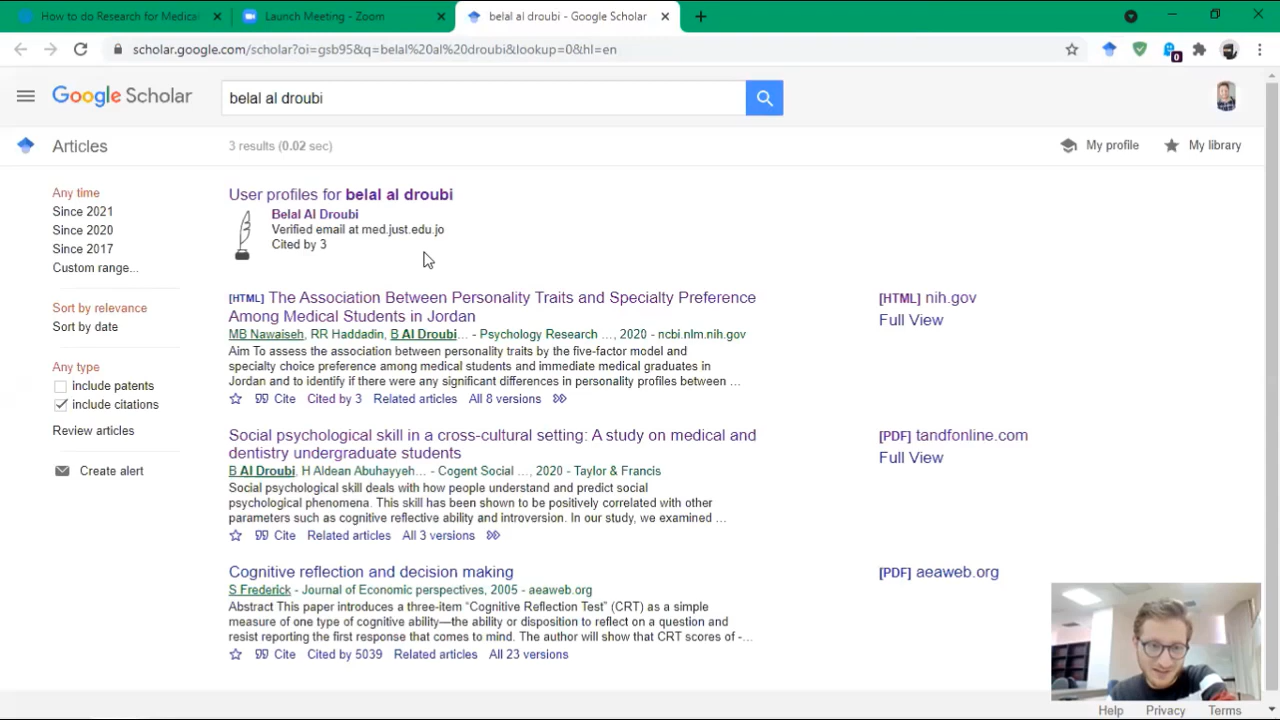 How to do Research for Medical
Launch Meeting - Zoom
belal al droubi - Google Scholar
scholar.google.com/scholar?oi=gsb95&q=belal%20al%20droubi&lookup=0&hl=en
0
Google Scholar
belal al droubi
Articles
3 results (0.02 sec)
My profile
My library
Any time
Since 2021
Since 2020
Since 2017
Custom range...
Sort by relevance
Sort by date
Any type
include patents
include citations
Review articles
Create alert
User profiles for belal al droubi
Belal Al Droubi
Verified email at med.just.edu.jo
Cited by 3
[HTML] The Association Between Personality Traits and Specialty Preference
Among Medical Students in Jordan
MB Nawaiseh, RR Haddadin, B Al Droubi... - Psychology Research ..., 2020 - ncbi.nlm.nih.gov
Aim To assess the association between personality traits by the five-factor model and
specialty choice preference among medical students and immediate medical graduates in
Jordan and to identify if there were any significant differences in personality profiles between ...
Cite Cited by 3 Related articles All 8 versions
[HTML] nih.gov
Full View
Social psychological skill in a cross-cultural setting: A study on medical and
dentistry undergraduate students
B Al Droubi, H Aldean Abuhayyeh... - Cogent Social ..., 2020 - Taylor & Francis
Social psychological skill deals with how people understand and predict social
psychological phenomena. This skill has been shown to be positively correlated with other
parameters such as cognitive reflective ability and introversion. In our study, we examined ...
Cite Related articles All 3 versions
[PDF] tandfonline.com
Full View
Cognitive reflection and decision making
S Frederick - Journal of Economic perspectives, 2005 - aeaweb.org
Abstract This paper introduces a three-item “Cognitive Reflection Test” (CRT) as a simple
measure of one type of cognitive ability—the ability or disposition to reflect on a question and
resist reporting the first response that comes to mind. The author will show that CRT scores of -...
Cite Cited by 5039 Related articles All 23 versions
[PDF] aeaweb.org
Help Privacy Terms